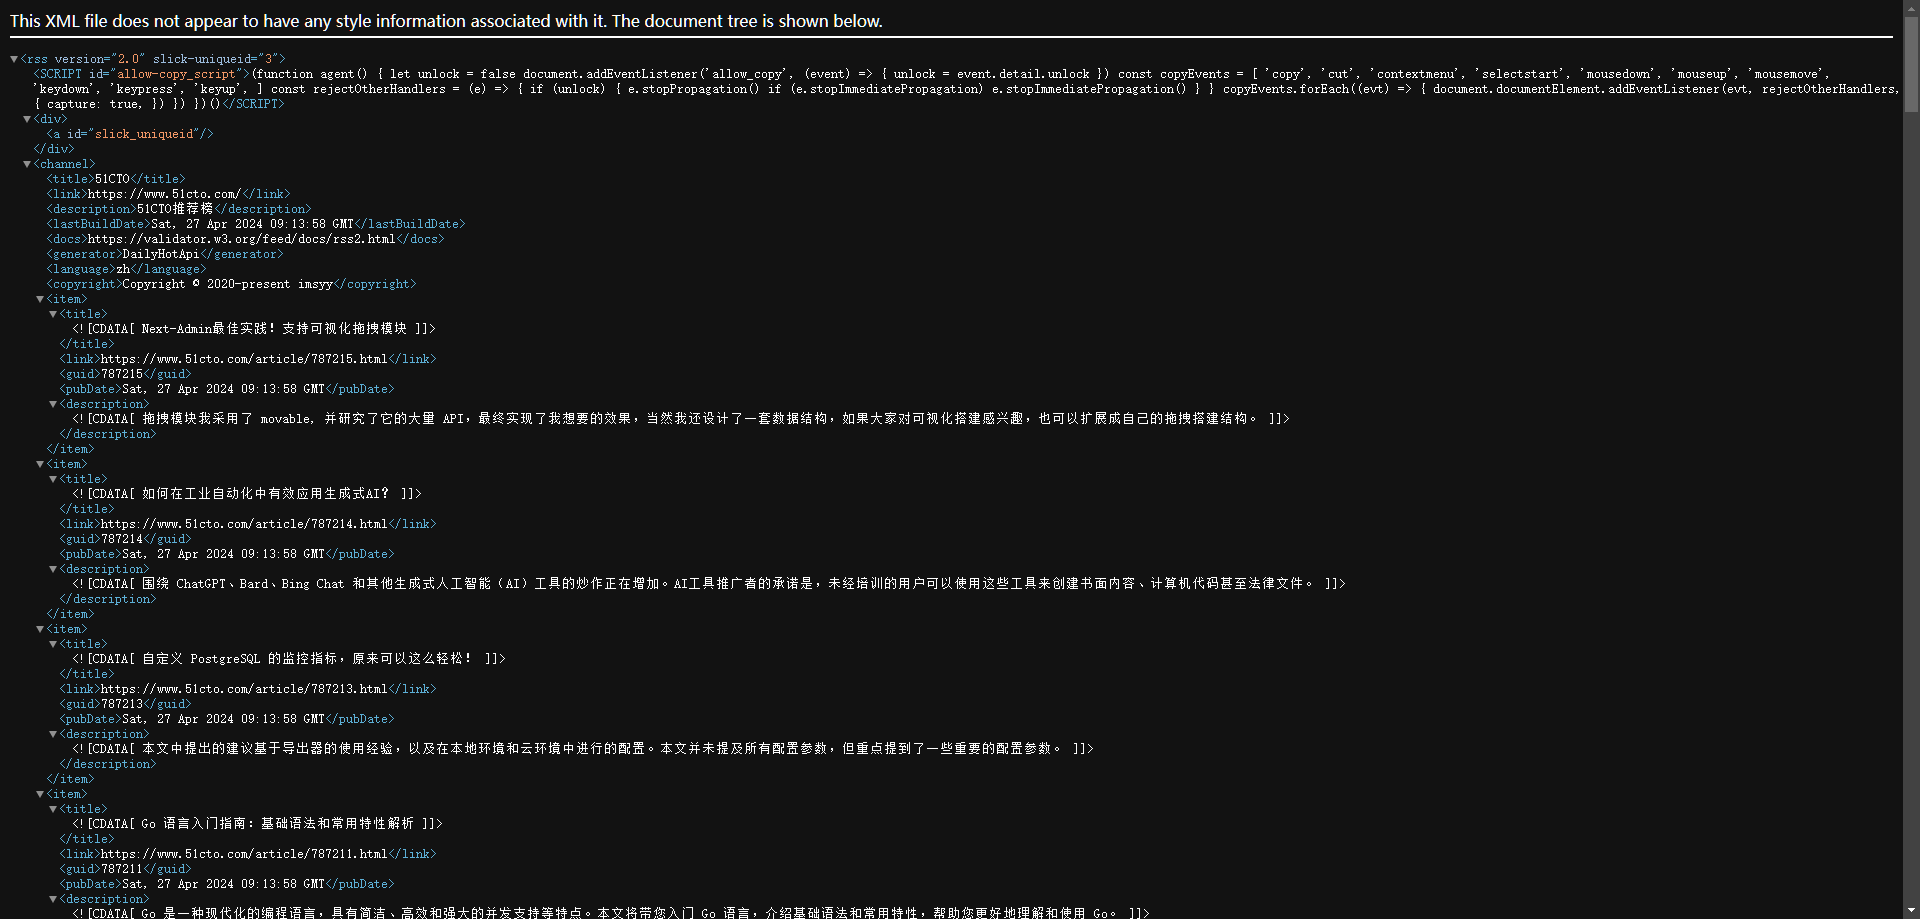 This XML file does not appear to have any style information associated with it. The document tree is shown below.
▼<rss version="2.0" slick-uniqueid="3">
<SCRIPT id="allow-copy_script">(function agent() { let unlock = false document.addEventListener('allow_copy', (event) => { unlock = event.detail.unlock }) const copyEvents = [ 'copy', 'cut', 'contextmenu', 'selectstart', 'mousedown', 'mouseup', 'mousemove',
'keydown', 'keypress', 'keyup', ] const rejectOtherHandlers = (e) => { if (unlock) { e.stopPropagation() if (e.stopImmediatePropagation) e.stopImmediatePropagation() } } copyEvents.forEach((evt) => { document.documentElement.addEventListener(evt, rejectOtherHandlers,
{ capture: true, }) }) })()</SCRIPT>
▼<div>
<a id="slick_uniqueid"/>
</div>
▼<channel>
<title>51CTO</title>
<link>https://www.51cto.com/</link>
<description>51CTO推荐榜</description>
<lastBuildDate>Sat, 27 Apr 2024 09:13:58 GMT</lastBuildDate>
<docs>https://validator.w3.org/feed/docs/rss2.html</docs>
<generator>DailyHotApi</generator>
<language>zh</language>
<copyright>Copyright © 2020-present imsyy</copyright>
▼<item>
▼<title>
<![CDATA[ Next-Admin最佳实践！支持可视化拖拽模块 ]]>
</title>
<link>https://www.51cto.com/article/787215.html</link>
<guid>787215</guid>
<pubDate>Sat, 27 Apr 2024 09:13:58 GMT</pubDate>
▼<description>
<![CDATA[ 拖拽模块我采用了 movable, 并研究了它的大量 API，最终实现了我想要的效果，当然我还设计了一套数据结构，如果大家对可视化搭建感兴趣，也可以扩展成自己的拖拽搭建结构。 ]]>
</description>
</item>
▼<item>
▼<title>
<![CDATA[ 如何在工业自动化中有效应用生成式AI？ ]]>
</title>
<link>https://www.51cto.com/article/787214.html</link>
<guid>787214</guid>
<pubDate>Sat, 27 Apr 2024 09:13:58 GMT</pubDate>
▼<description>
<![CDATA[ 围绕 ChatGPT、Bard、Bing Chat 和其他生成式人工智能（AI）工具的炒作正在增加。AI工具推广者的承诺是，未经培训的用户可以使用这些工具来创建书面内容、计算机代码甚至法律文件。 ]]>
</description>
</item>
▼<item>
▼<title>
<![CDATA[ 自定义 PostgreSQL 的监控指标，原来可以这么轻松！ ]]>
</title>
<link>https://www.51cto.com/article/787213.html</link>
<guid>787213</guid>
<pubDate>Sat, 27 Apr 2024 09:13:58 GMT</pubDate>
▼<description>
<![CDATA[ 本文中提出的建议基于导出器的使用经验，以及在本地环境和云环境中进行的配置。本文并未提及所有配置参数，但重点提到了一些重要的配置参数。 ]]>
</description>
</item>
▼<item>
▼<title>
<![CDATA[ Go 语言入门指南：基础语法和常用特性解析 ]]>
</title>
<link>https://www.51cto.com/article/787211.html</link>
<guid>787211</guid>
<pubDate>Sat, 27 Apr 2024 09:13:58 GMT</pubDate>
▼<description>
<![CDATA[ Go 是一种现代化的编程语言，具有简洁、高效和强大的并发支持等特点。本文将带您入门 Go 语言，介绍基础语法和常用特性，帮助您更好地理解和使用 Go。 ]]>